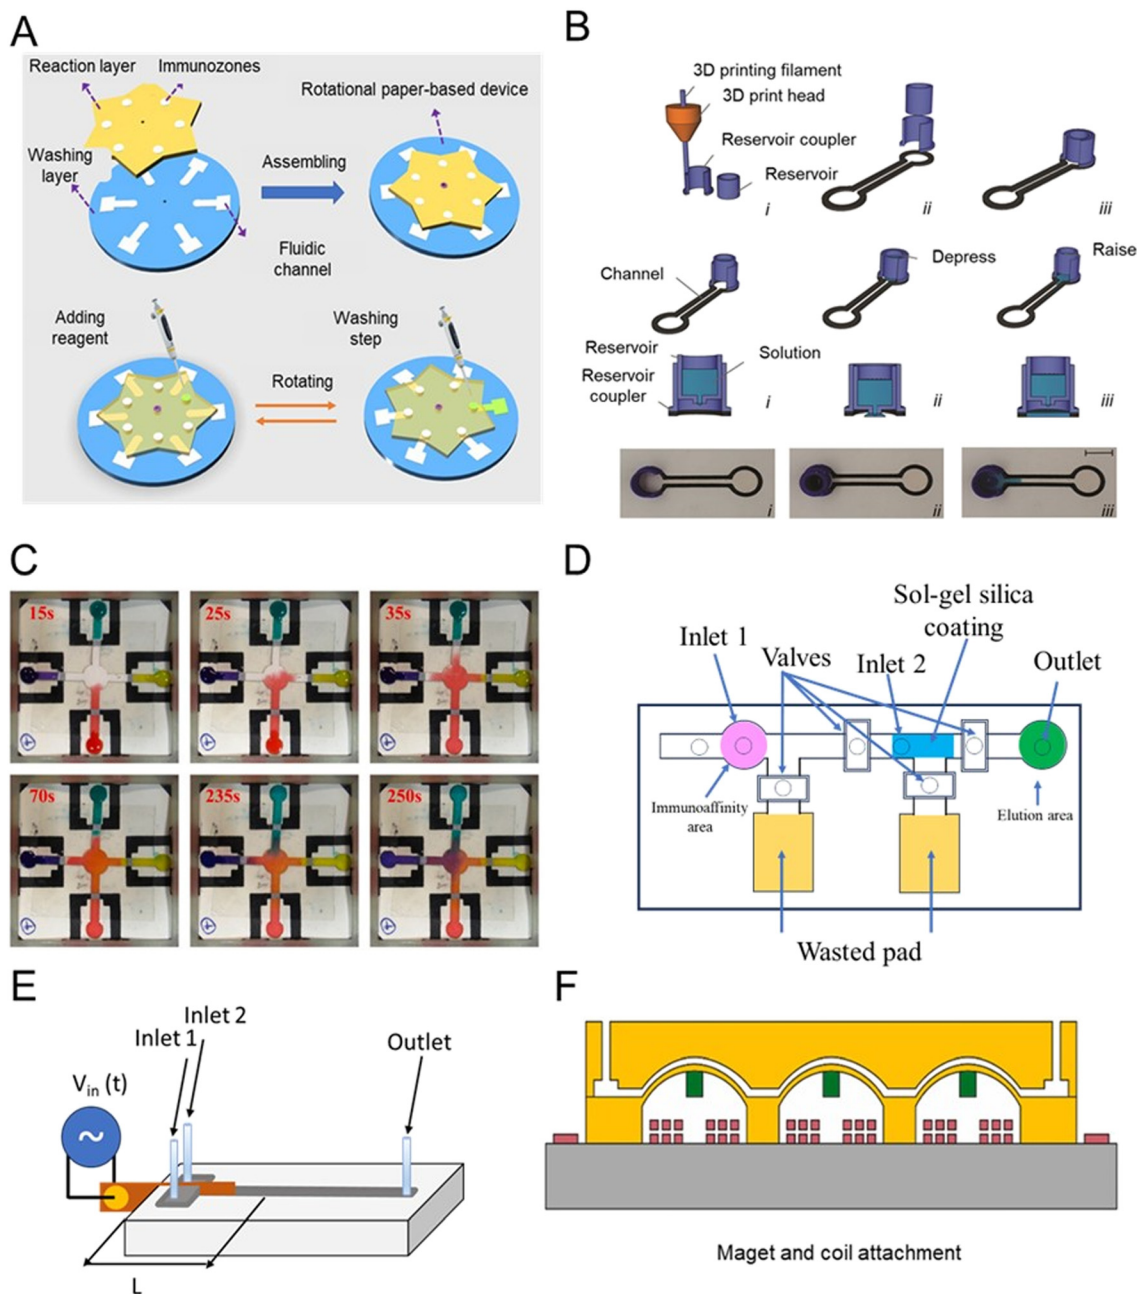 A
Reaction layer
Immunozones
Rotational paper-based device
Washing
layer
Assembling
Fluidic
channel
Adding
reagent
Washing
step
Rotating
B
3D printing filament
3D print head
Reservoir coupler
Reservoir
i
ii
iii
Channel
Depress
Raise
Reservoir
Reservoir
coupler
Solution
i
ii
iii
i
ii
iii
C
15s
25s
35s
70s
235s
250s
D
Sol-gel silica
coating
Inlet 1
Valves
Inlet 2
Outlet
Immunoaffinity
area
Elution area
Wasted pad
E
Inlet 2
Inlet 1
Outlet
Vin (t)
~
L
F
Maget and coil attachment